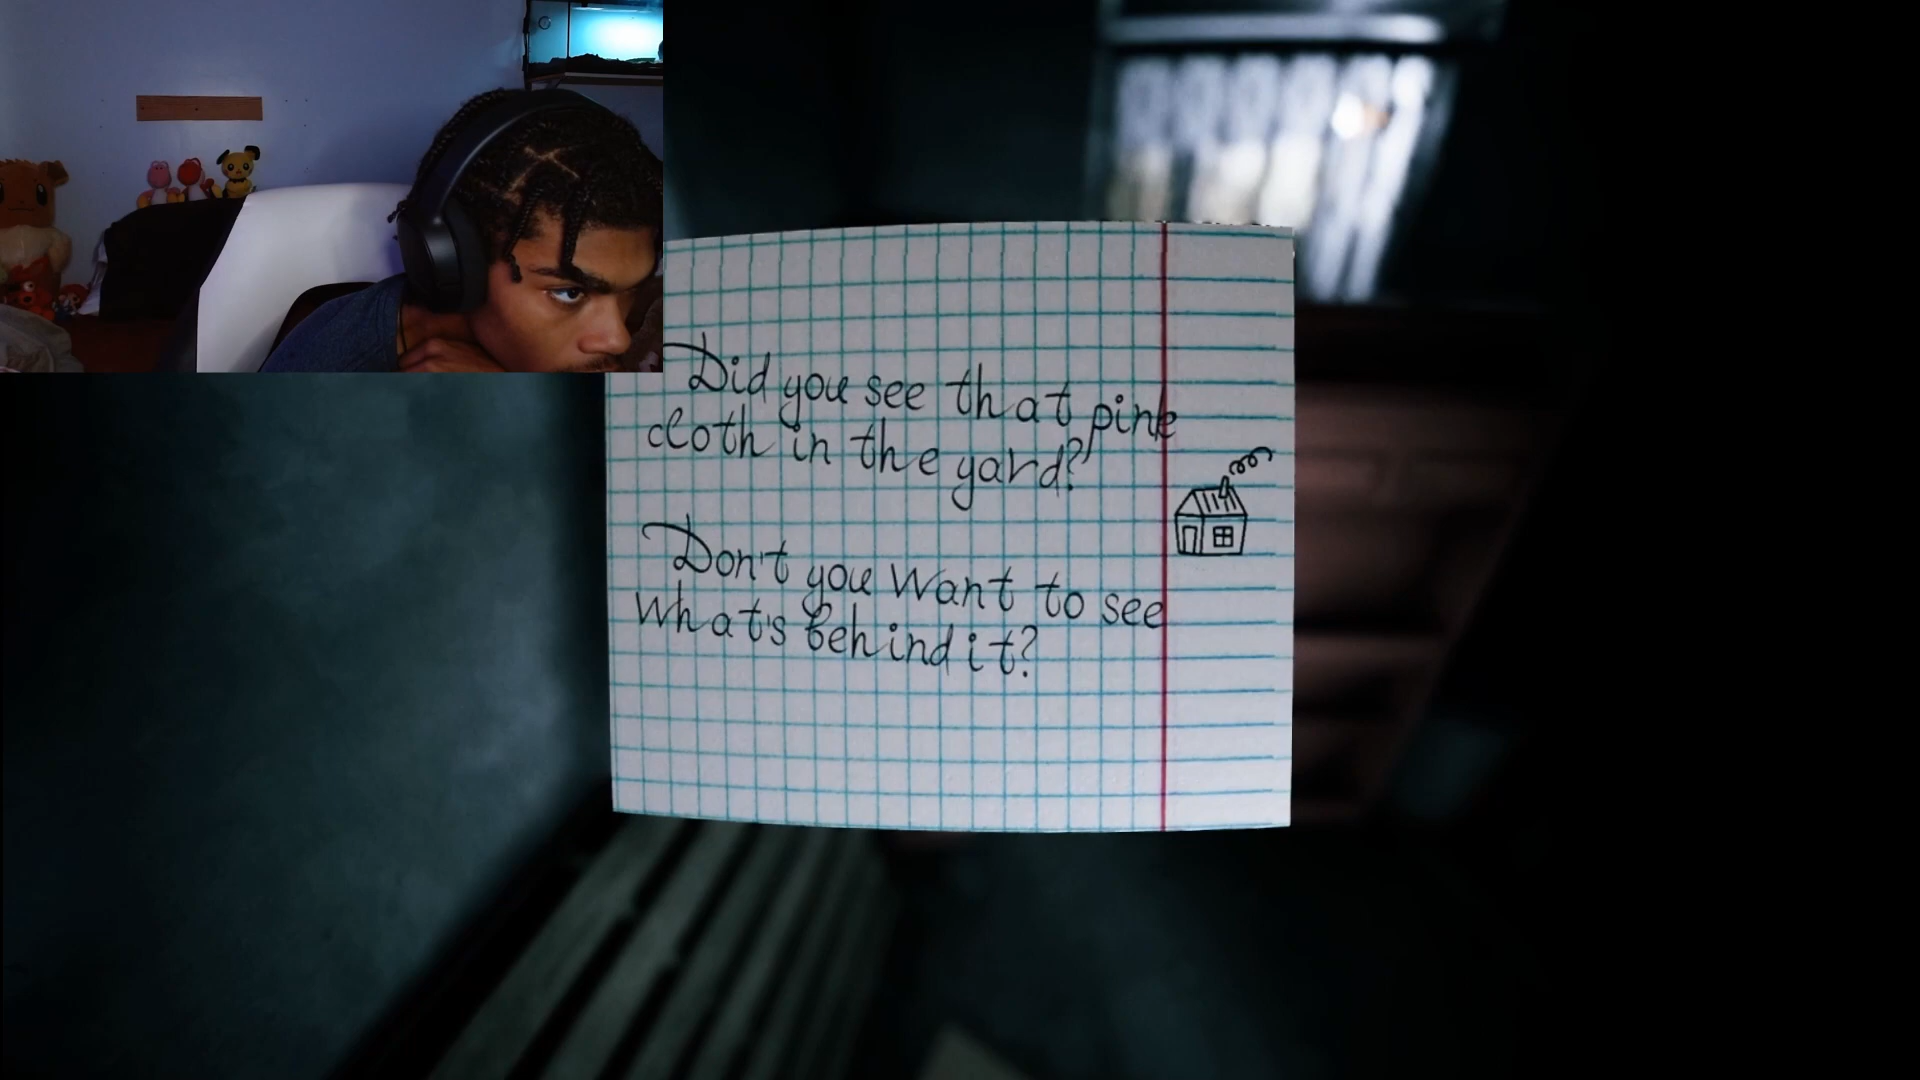 Did you see that pink
cloth in the yard?
Don't you want to see
what's behind it?